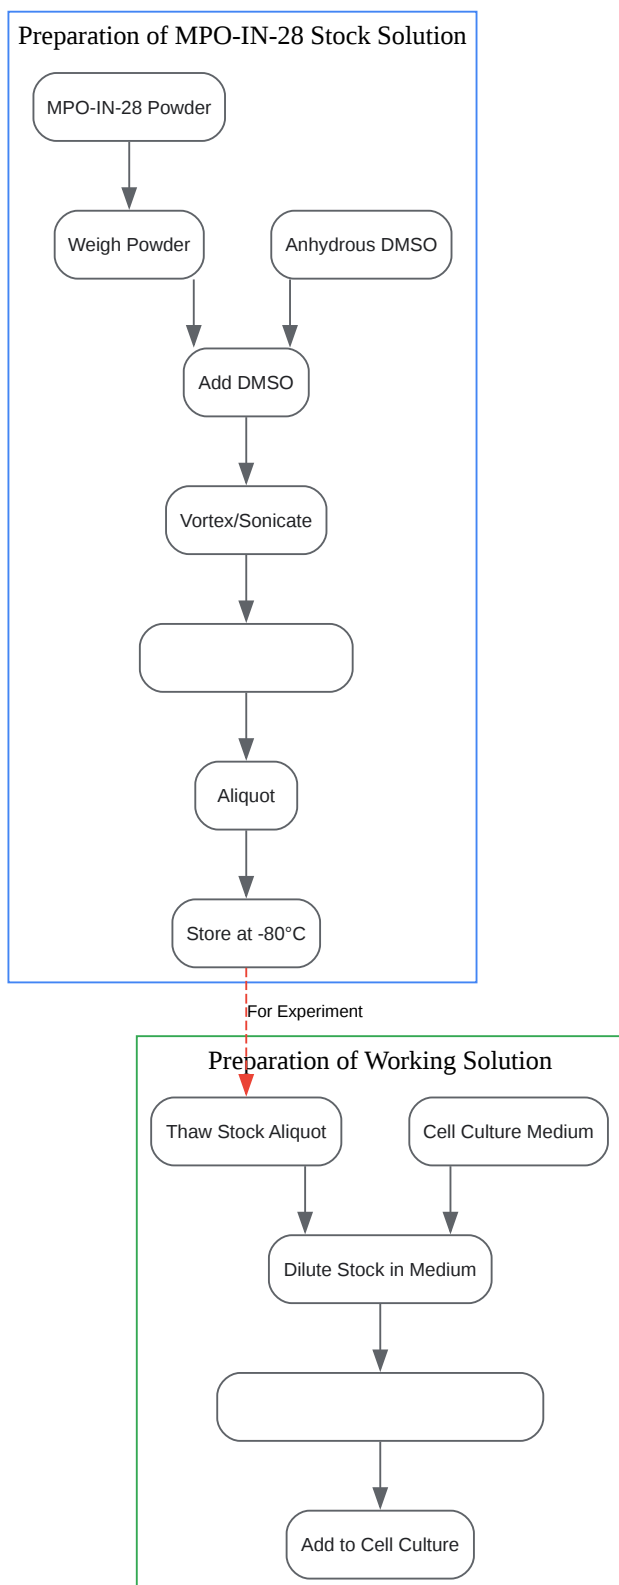 Preparation of MPO-IN-28 Stock Solution
MPO-IN-28 Powder
Weigh Powder
Anhydrous DMSO
Add DMSO
Vortex/Sonicate
Aliquot
Store at -80°C
For Experiment
Preparation of Working Solution
Thaw Stock Aliquot
Cell Culture Medium
Dilute Stock in Medium
Add to Cell Culture